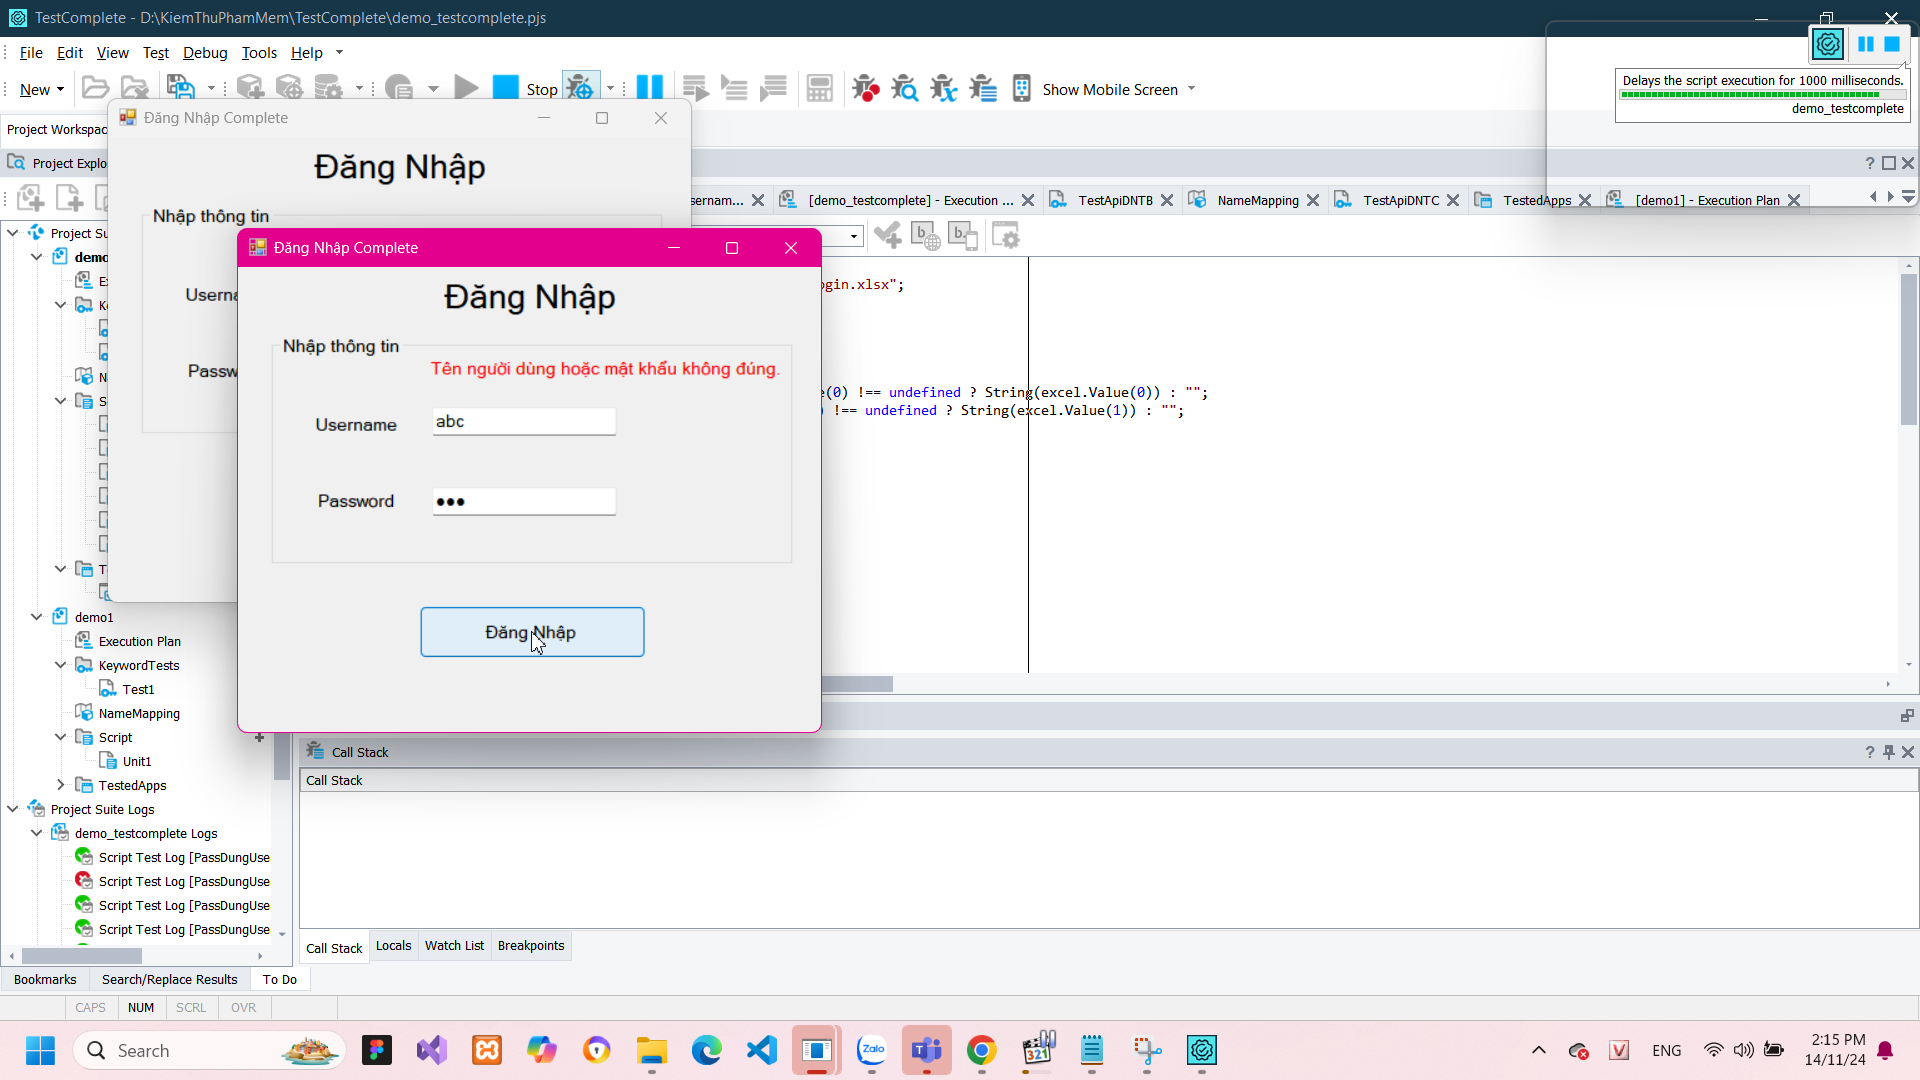 TestComplete - D:\KiemThuPhamMem\TestComplete\demo_testcomplete.pjs
File Edit View Test Debug Tools Help
New Stop Show Mobile Screen
Delays the script execution for 1000 milliseconds.
demo_testcomplete
Project Workspac
Đăng Nhập Complete
Project Explo
Đăng Nhập
Nhập thông tin
Userna
Passw
sernam... [demo_testcomplete] - Execution ... TestApiDNTB NameMapping TestApiDNTC TestedApps [demo1] - Execution Plan
Đăng Nhập Complete
Đăng Nhập
Nhập thông tin
Tên người dùng hoặc mật khẩu không đúng.
Username abc
Password •••
Đăng Nhập
ogin.xlsx";
e(0) !== undefined ? String(excel.Value(0)) : "";
) !== undefined ? String(excel.Value(1)) : "";
Project Su
demo
Ex
Ke
N
S
T
demo1
Execution Plan
KeywordTests
Test1
NameMapping
Script
Unit1
TestedApps
Project Suite Logs
demo_testcomplete Logs
Script Test Log [PassDungUse
Script Test Log [PassDungUse
Script Test Log [PassDungUse
Script Test Log [PassDungUse
Call Stack
Call Stack
Call Stack Locals Watch List Breakpoints
Bookmarks Search/Replace Results To Do
CAPS NUM SCRL OVR
Search
Zalo
321
ENG
2:15 PM
14/11/24